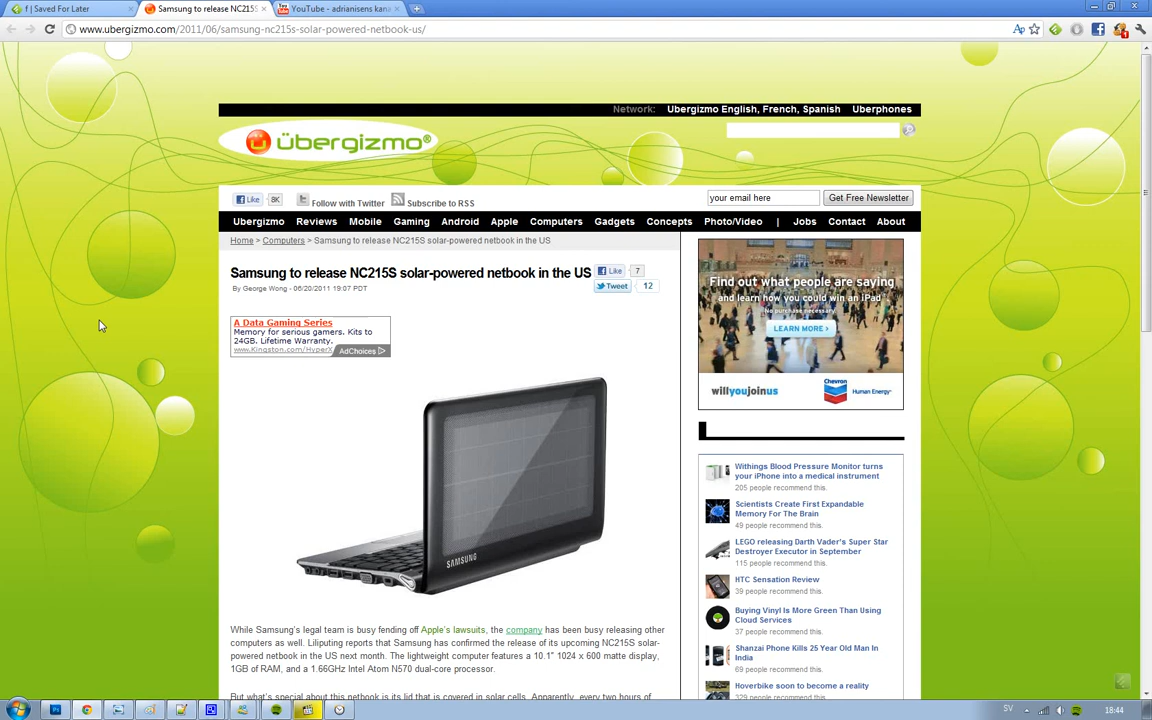 f | Saved For Later
Samsung to release NC215S
YouTube - adrianisens kana
www.ubergizmo.com/2011/06/samsung-nc215s-solar-powered-netbook-us/
Network: Ubergizmo English, French, Spanish Uberphones
übergizmo®
Like 8K Follow with Twitter Subscribe to RSS
your email here Get Free Newsletter
Ubergizmo Reviews Mobile Gaming Android Apple Computers Gadgets Concepts Photo/Video | Jobs Contact About
Home > Computers > Samsung to release NC215S solar-powered netbook in the US
Samsung to release NC215S solar-powered netbook in the US
Like 7
By George Wong - 06/20/2011 19:07 PDT
Tweet 12
A Data Gaming Series
Memory for serious gamers. Kits to
24GB. Lifetime Warranty.
www.Kingston.com/HyperX
AdChoices
SAMSUNG
While Samsung's legal team is busy fending off Apple's lawsuits, the company has been busy releasing other
computers as well. Liliputing reports that Samsung has confirmed the release of its upcoming NC215S solar-
powered netbook in the US next month. The lightweight computer features a 10.1" 1024 x 600 matte display,
1GB of RAM, and a 1.66GHz Intel Atom N570 dual-core processor.
But what's special about this netbook is its lid that is covered in solar cells. Apparently, every two hours of
Find out what people are saying
and learn how you could win an iPad*
No purchase necessary.
LEARN MORE >
willyoujoinus
Chevron
Human Energy®
Withings Blood Pressure Monitor turns
your iPhone into a medical instrument
205 people recommend this.
Scientists Create First Expandable
Memory For The Brain
49 people recommend this.
LEGO releasing Darth Vader's Super Star
Destroyer Executor in September
115 people recommend this.
HTC Sensation Review
39 people recommend this.
Buying Vinyl Is More Green Than Using
Cloud Services
37 people recommend this.
Shanzai Phone Kills 25 Year Old Man In
India
69 people recommend this.
Hoverbike soon to become a reality
329 people recommend this.
SV
18:44